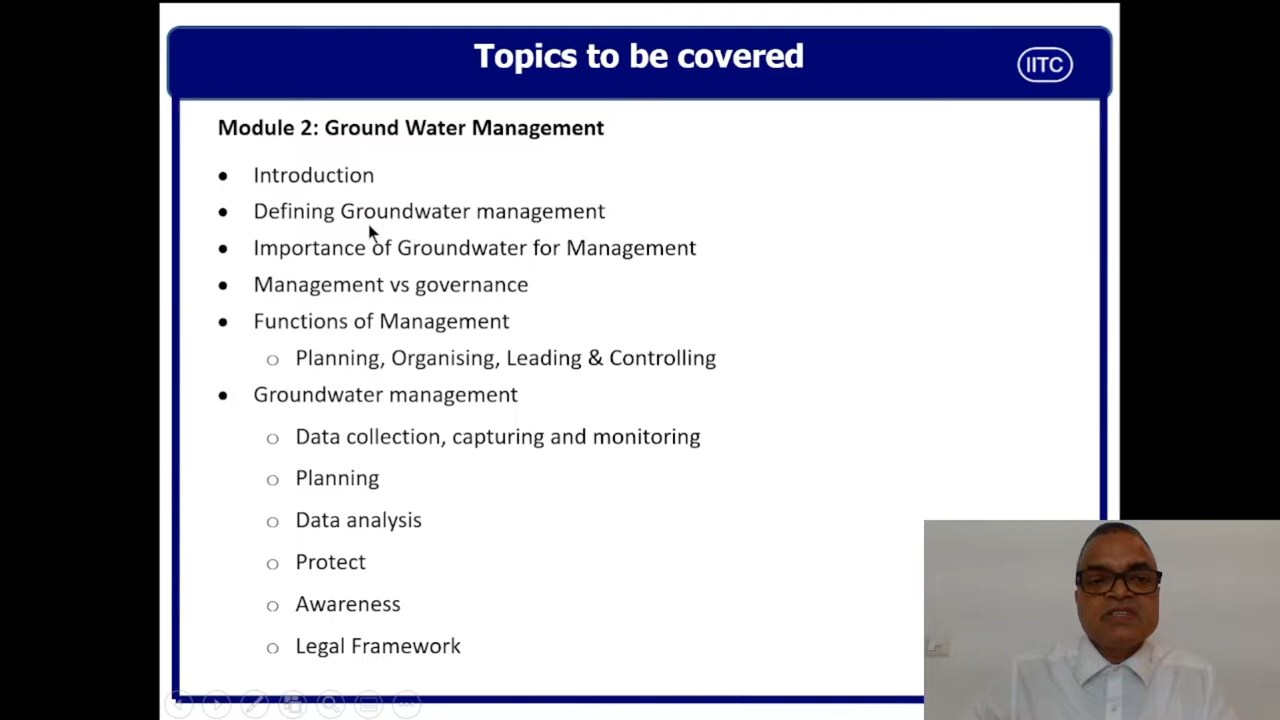 Topics to be covered
IITC
Module 2: Ground Water Management
• Introduction
• Defining Groundwater management
• Importance of Groundwater for Management
• Management vs governance
• Functions of Management
o Planning, Organising, Leading & Controlling
• Groundwater management
o Data collection, capturing and monitoring
o Planning
o Data analysis
o Protect
o Awareness
o Legal Framework